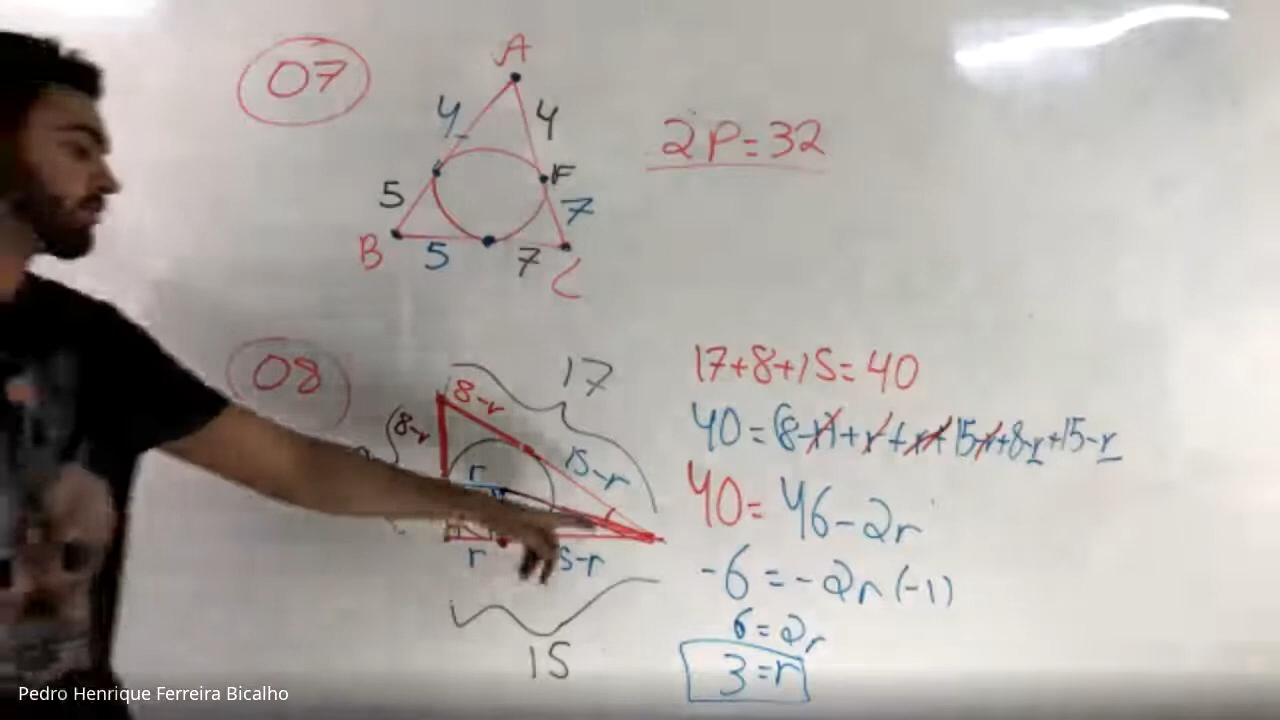 07
A
4 4
2P=32
F
5 7
B 5 7 C
08
17
17+8+15=40
8-r
8-r
40=(8-r)+r+r+15-r+8-r+15-r
15-r
r
40=46-2r
r
-6=-2r(-1)
6=2r
15
3=r
Pedro Henrique Ferreira Bicalho